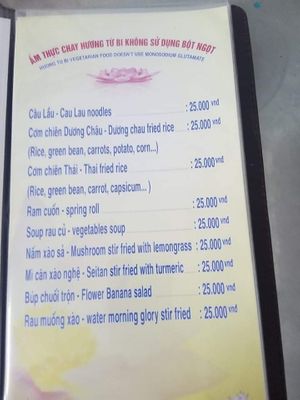 ẨM THỰC CHAY HƯƠNG TỪ BI KHÔNG SỬ DỤNG BỘT NGỌT
HUONG TU BI VEGETARIAN FOOD DOESN'T USE MONOSODIUM GLUTAMATE
Câu Lầu - Cau Lau noodles : 25.000 vnd
Cơm chiên Dương Châu - Duong chau fried rice : 25.000 vnd
(Rice, green bean, carrots, potato, corn...)
Cơm chiên Thái - Thai fried rice : 25.000 vnd
(Rice, green bean, carrot, capsicum... )
Ram cuốn - spring roll : 25.000 vnd
Soup rau củ - vegetables soup : 25.000 vnd
Nấm xào sả - Mushroom stir fried with lemongrass : 25.000 vnd
Mì căn xào nghệ - Seitan stir fried with turmeric : 25.000 vnd
Búp chuối trộn - Flower Banana salad : 25.000 vnd
Rau muống xào - water morning glory stir fried : 25.000 vnd